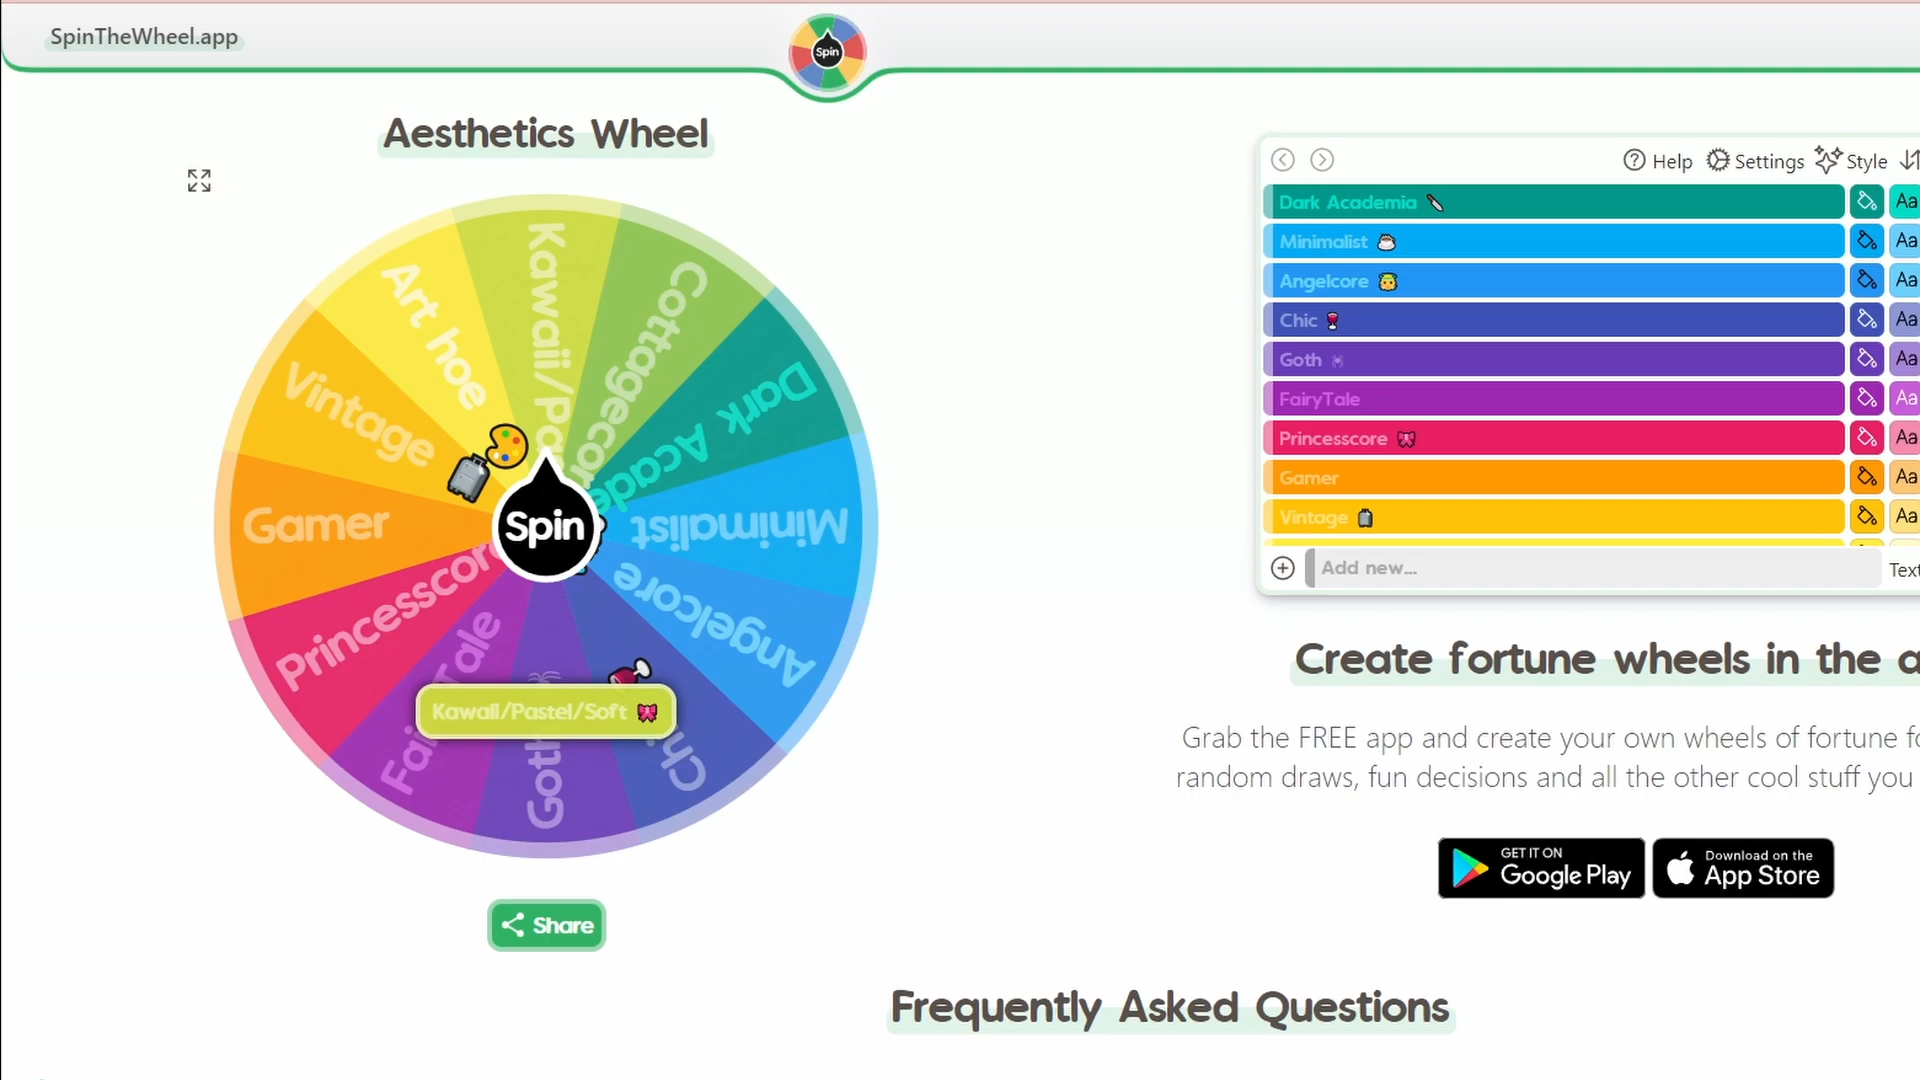 SpinTheWheel.app
Spin
Aesthetics Wheel
Art hoe
Kawaii/Pa
Cottagecore
Dark Acade
Minimalist
Angelcore
Chic
Goth
Fai Tale
Princesscor
Gamer
Vintage
Spin
Kawaii/Pastel/Soft
Share
Help
Settings
Style
Dark Academia
Aa
Minimalist
Aa
Angelcore
Aa
Chic
Aa
Goth
Aa
FairyTale
Aa
Princesscore
Aa
Gamer
Aa
Vintage
Aa
Add new...
Text
Create fortune wheels in the a
Grab the FREE app and create your own wheels of fortune fo
random draws, fun decisions and all the other cool stuff you
GET IT ON
Google Play
Download on the
App Store
Frequently Asked Questions